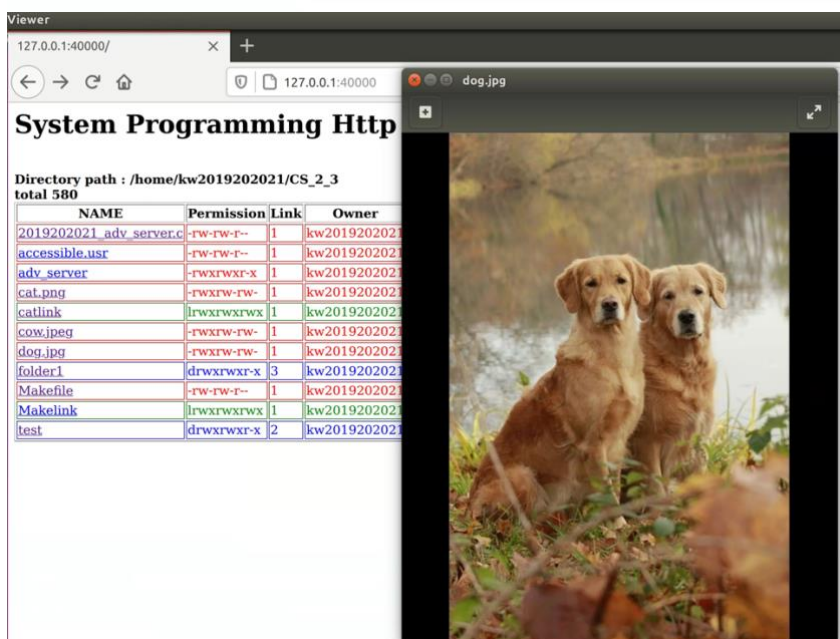 Viewer
127.0.0.1:40000/
127.0.0.1:40000
dog.jpg
System Programming Http
Directory path : /home/kw2019202021/CS_2_3
total 580
NAME Permission Link Owner
2019202021_adv_server.c -rw-rw-r-- 1 kw2019202021
accessible.usr -rw-rw-r-- 1 kw2019202021
adv_server -rwxrwxr-x 1 kw2019202021
cat.png -rwxrw-rw- 1 kw2019202021
catlink lrwxrwxrwx 1 kw2019202021
cow.jpeg -rwxrw-rw- 1 kw2019202021
dog.jpg -rwxrw-rw- 1 kw2019202021
folder1 drwxrwxr-x 3 kw2019202021
Makefile -rw-rw-r-- 1 kw2019202021
Makelink lrwxrwxrwx 1 kw2019202021
test drwxrwxr-x 2 kw2019202021